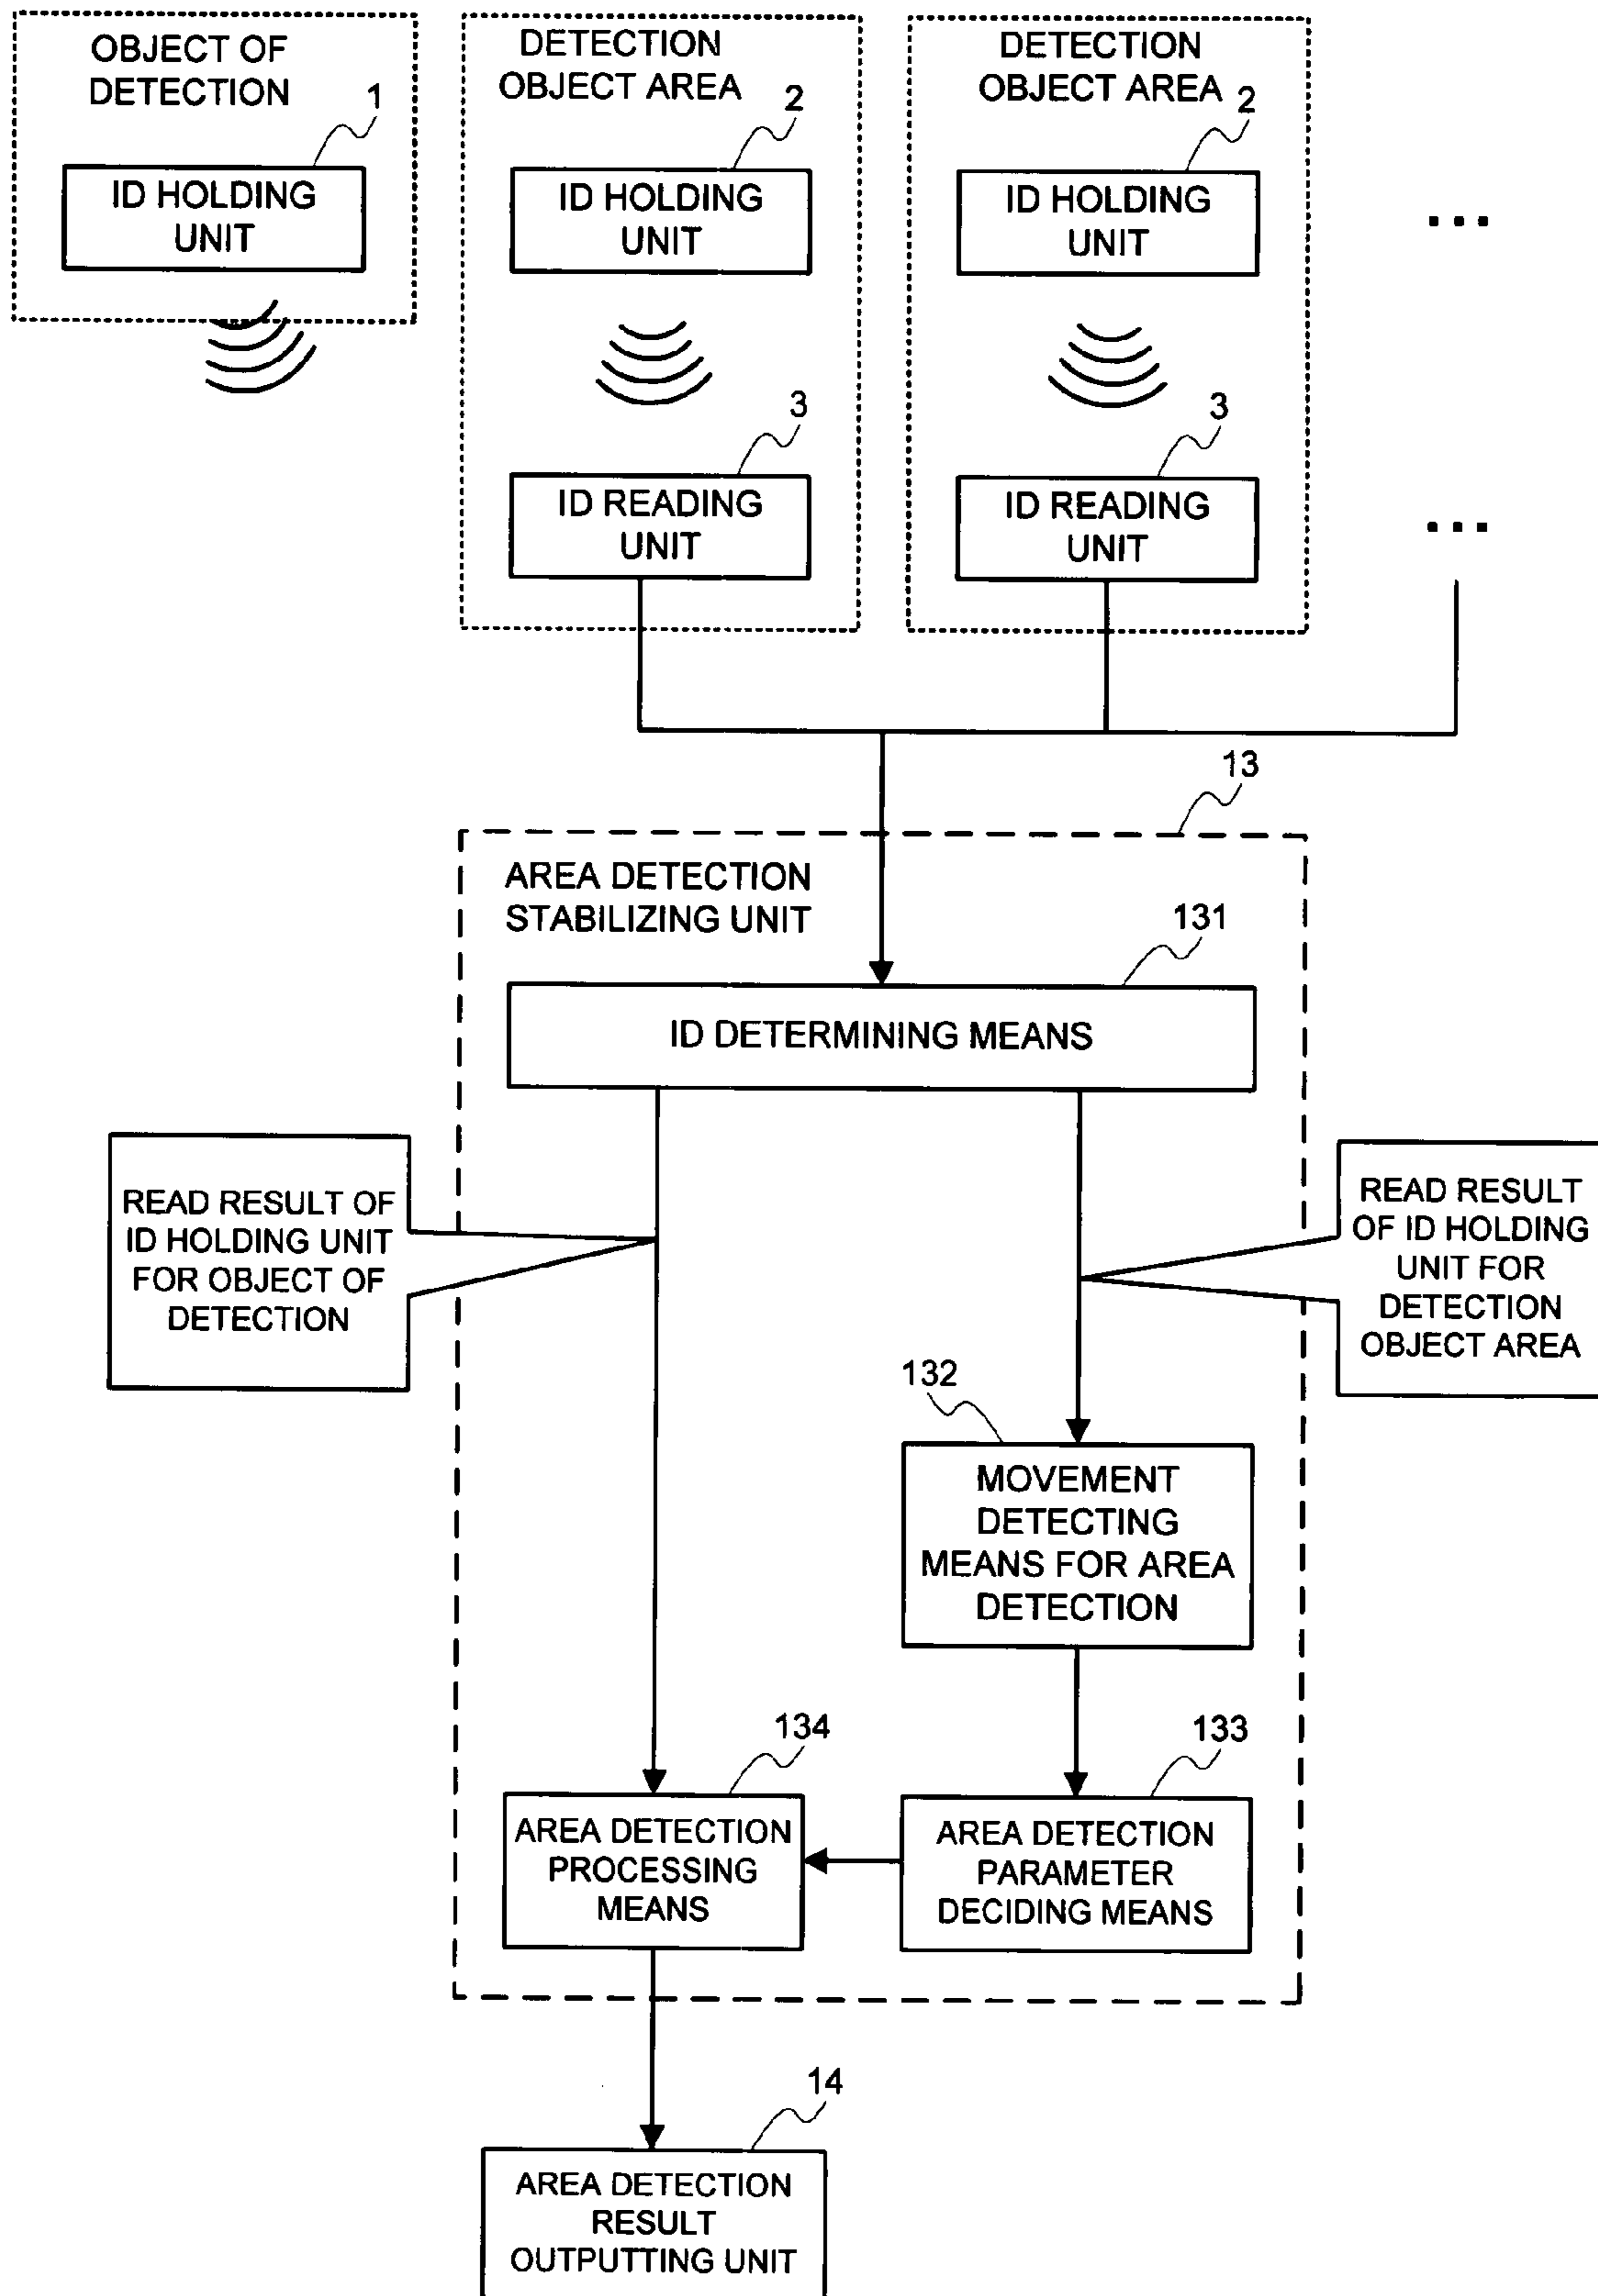 OBJECT OF
DETECTION
1
ID HOLDING
UNIT
DETECTION
OBJECT AREA
2
ID HOLDING
UNIT
3
ID READING
UNIT
DETECTION
OBJECT AREA
2
ID HOLDING
UNIT
3
ID READING
UNIT
...
...
13
AREA DETECTION
STABILIZING UNIT
131
ID DETERMINING MEANS
READ RESULT OF
ID HOLDING UNIT
FOR OBJECT OF
DETECTION
READ RESULT
OF ID HOLDING
UNIT FOR
DETECTION
OBJECT AREA
132
MOVEMENT
DETECTING
MEANS FOR AREA
DETECTION
134
AREA DETECTION
PROCESSING
MEANS
133
AREA DETECTION
PARAMETER
DECIDING MEANS
14
AREA DETECTION
RESULT
OUTPUTTING UNIT